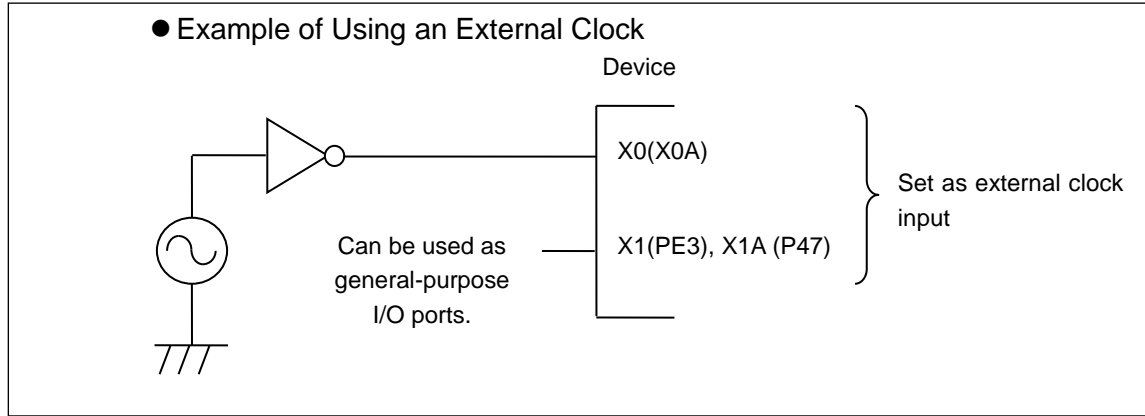 ● Example of Using an External Clock
Device
X0(X0A)
Set as external clock
input
Can be used as
general-purpose
I/O ports.
X1(PE3), X1A (P47)